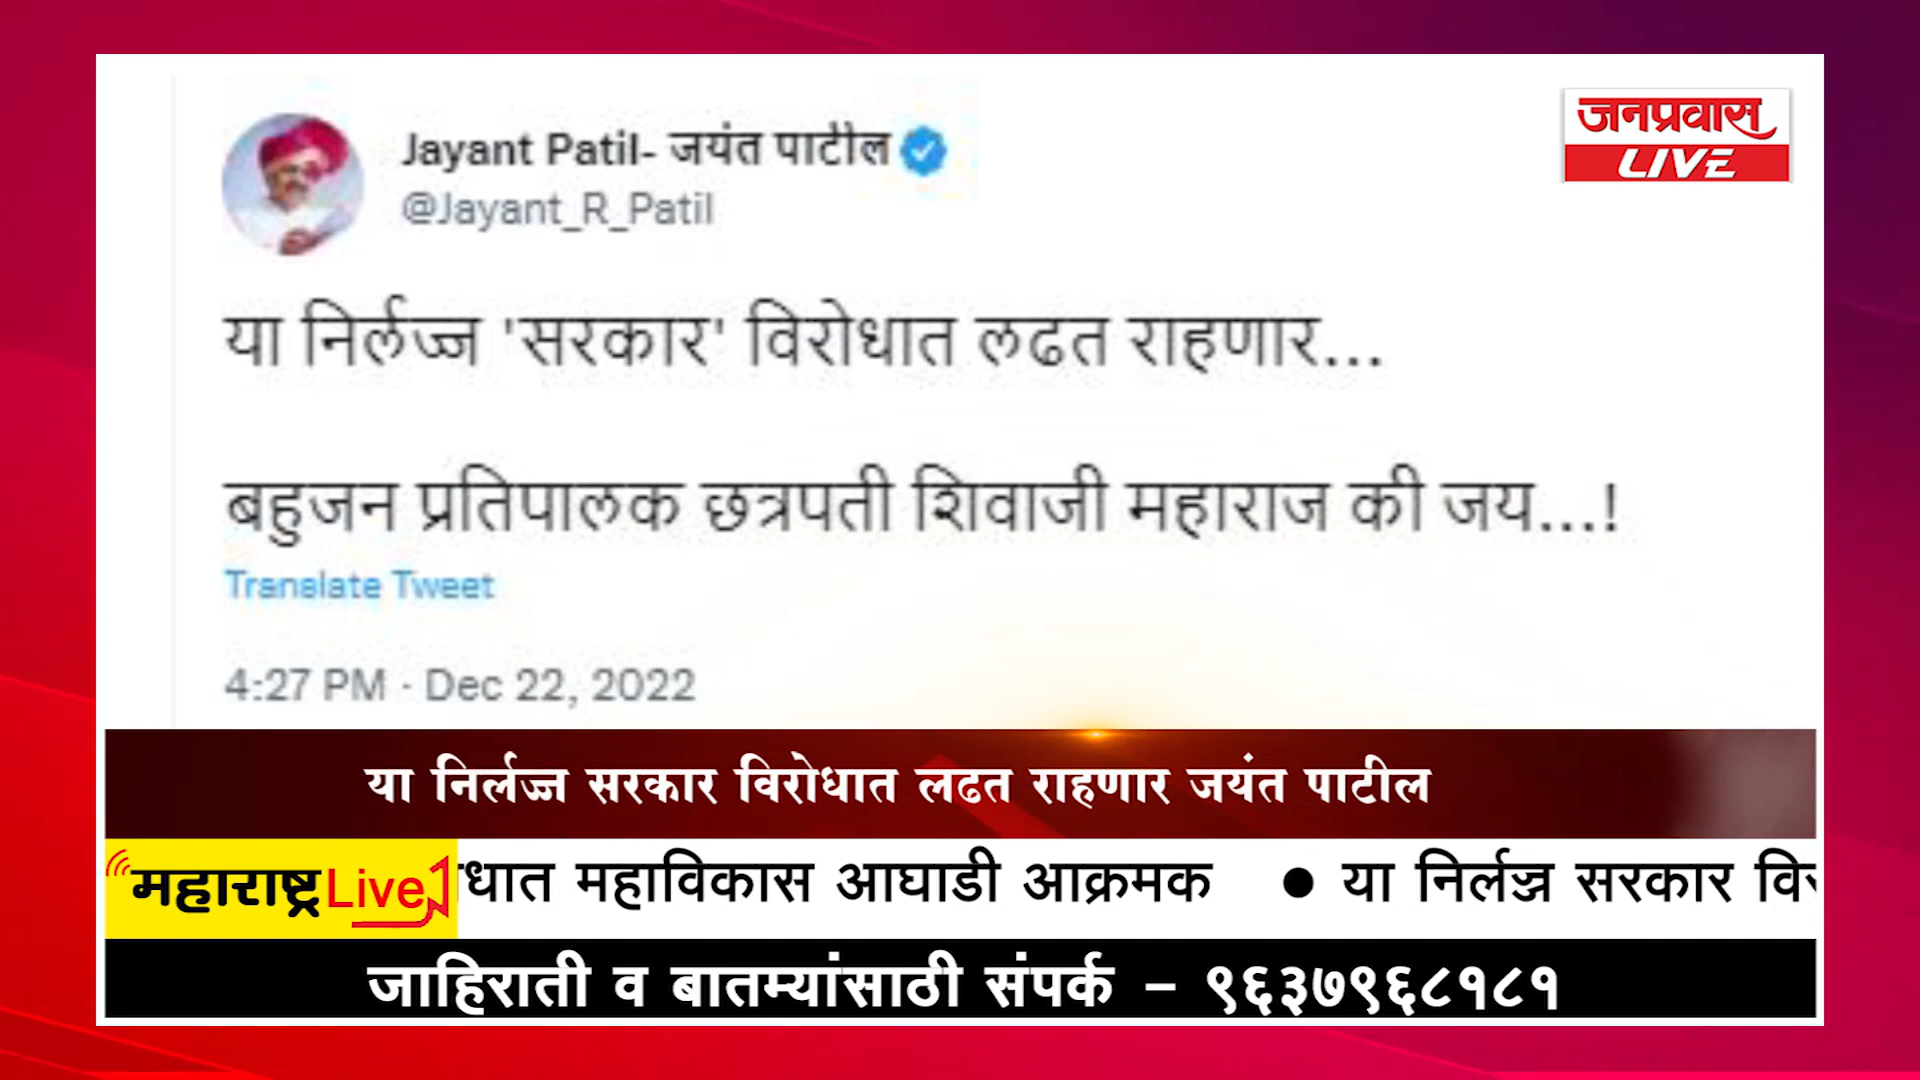 Jayant Patil- जयंत पाटील
@Jayant_R_Patil
जनप्रवास
LIVE
या निर्लज्ज 'सरकार' विरोधात लढत राहणार...
बहुजन प्रतिपालक छत्रपती शिवाजी महाराज की जय...!
Translate Tweet
4:27 PM · Dec 22, 2022
या निर्लज्ज सरकार विरोधात लढत राहणार जयंत पाटील
महाराष्ट्र Live
धात महाविकास आघाडी आक्रमक ● या निर्लज्ज सरकार
जाहिराती व बातम्यांसाठी संपर्क – ९६३७९६८१८१